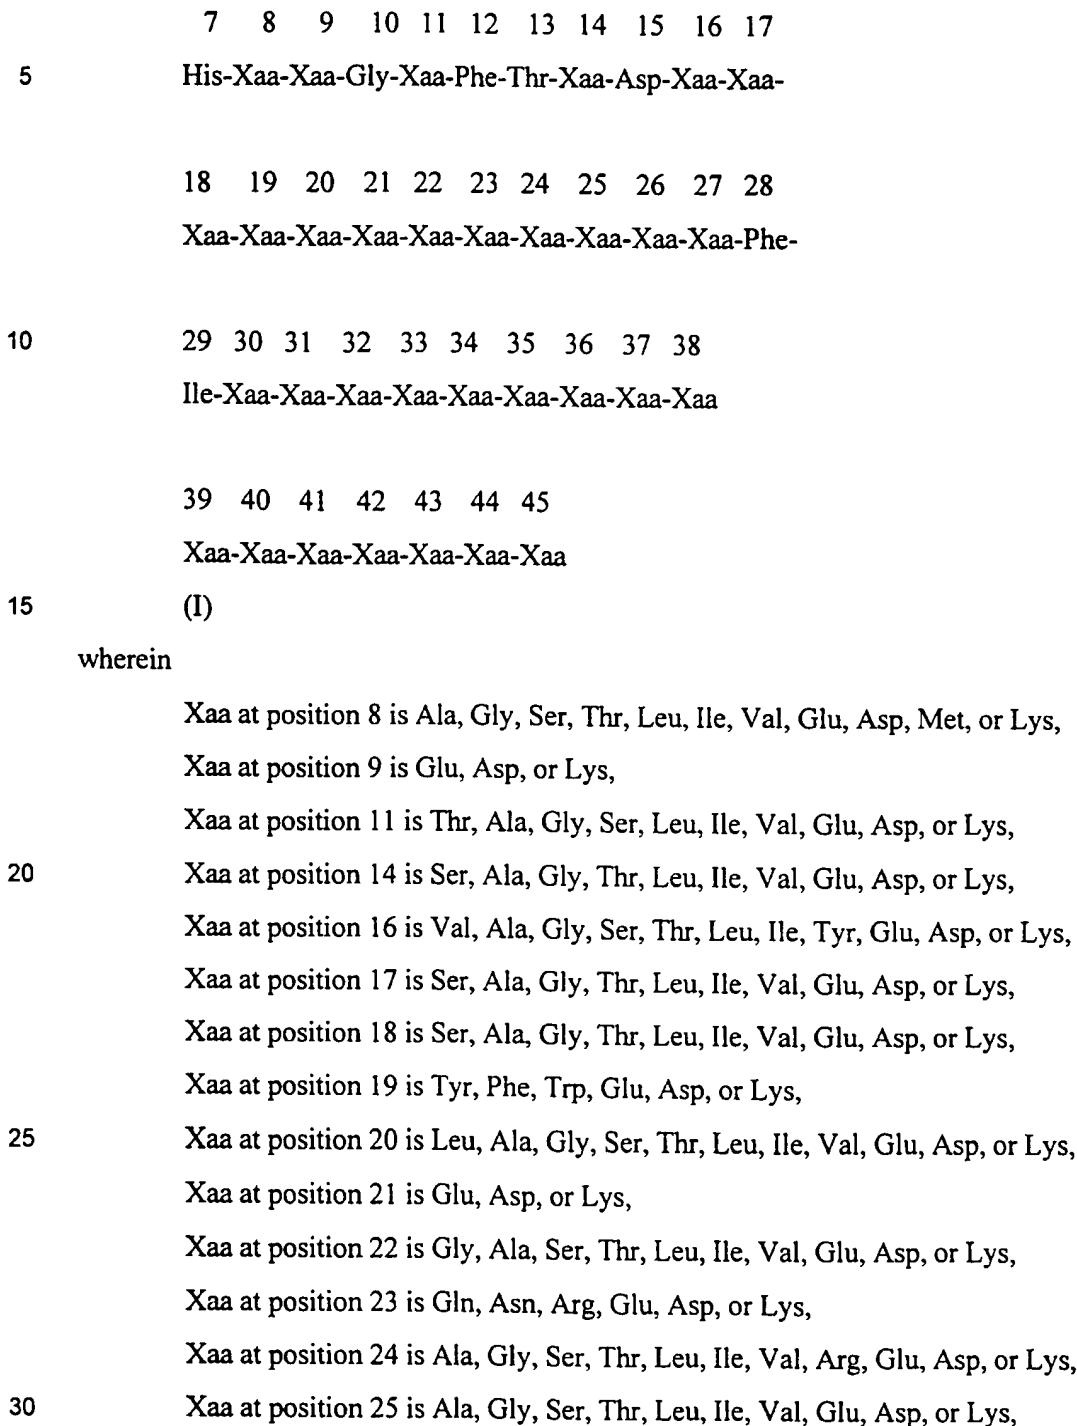 7 8 9 10 11 12 13 14 15 16 17
5 His-Xaa-Xaa-Gly-Xaa-Phe-Thr-Xaa-Asp-Xaa-Xaa-
18 19 20 21 22 23 24 25 26 27 28
Xaa-Xaa-Xaa-Xaa-Xaa-Xaa-Xaa-Xaa-Xaa-Xaa-Phe-
10 29 30 31 32 33 34 35 36 37 38
Ile-Xaa-Xaa-Xaa-Xaa-Xaa-Xaa-Xaa-Xaa-Xaa
39 40 41 42 43 44 45
Xaa-Xaa-Xaa-Xaa-Xaa-Xaa-Xaa
15 (I)
wherein
Xaa at position 8 is Ala, Gly, Ser, Thr, Leu, Ile, Val, Glu, Asp, Met, or Lys,
Xaa at position 9 is Glu, Asp, or Lys,
Xaa at position 11 is Thr, Ala, Gly, Ser, Leu, Ile, Val, Glu, Asp, or Lys,
20 Xaa at position 14 is Ser, Ala, Gly, Thr, Leu, Ile, Val, Glu, Asp, or Lys,
Xaa at position 16 is Val, Ala, Gly, Ser, Thr, Leu, Ile, Tyr, Glu, Asp, or Lys,
Xaa at position 17 is Ser, Ala, Gly, Thr, Leu, Ile, Val, Glu, Asp, or Lys,
Xaa at position 18 is Ser, Ala, Gly, Thr, Leu, Ile, Val, Glu, Asp, or Lys,
Xaa at position 19 is Tyr, Phe, Trp, Glu, Asp, or Lys,
25 Xaa at position 20 is Leu, Ala, Gly, Ser, Thr, Leu, Ile, Val, Glu, Asp, or Lys,
Xaa at position 21 is Glu, Asp, or Lys,
Xaa at position 22 is Gly, Ala, Ser, Thr, Leu, Ile, Val, Glu, Asp, or Lys,
Xaa at position 23 is Gln, Asn, Arg, Glu, Asp, or Lys,
Xaa at position 24 is Ala, Gly, Ser, Thr, Leu, Ile, Val, Arg, Glu, Asp, or Lys,
30 Xaa at position 25 is Ala, Gly, Ser, Thr, Leu, Ile, Val, Glu, Asp, or Lys,